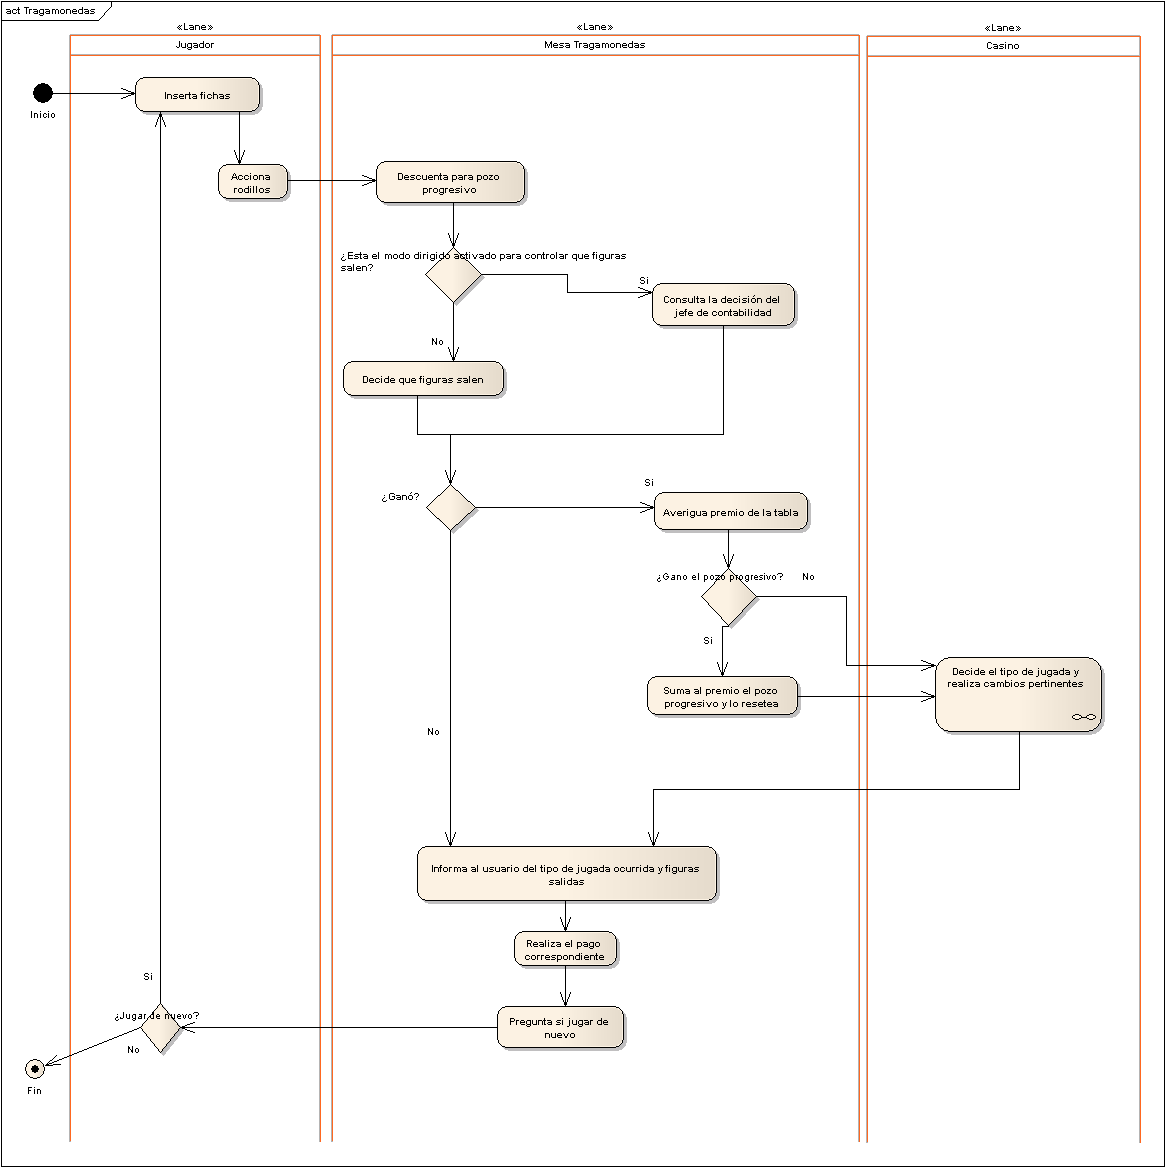 act Tragamonedas
«Lane»
Jugador
«Lane»
Mesa Tragamonedas
«Lane»
Casino
Inicio
Inserta fichas
Acciona
rodillos
Descuenta para pozo
progresivo
¿Esta el modo dirigido activado para controlar que figuras
salen?
Si
Consulta la decisión del
jefe de contabilidad
No
Decide que figuras salen
¿Ganó?
Si
Averigua premio de la tabla
¿Gano el pozo progresivo?
No
Si
Suma al premio el pozo
progresivo y lo resetea
Decide el tipo de jugada y
realiza cambios pertinentes
No
Informa al usuario del tipo de jugada ocurrida y figuras
salidas
Realiza el pago
correspondiente
Pregunta si jugar de
nuevo
Si
¿Jugar de nuevo?
No
Fin